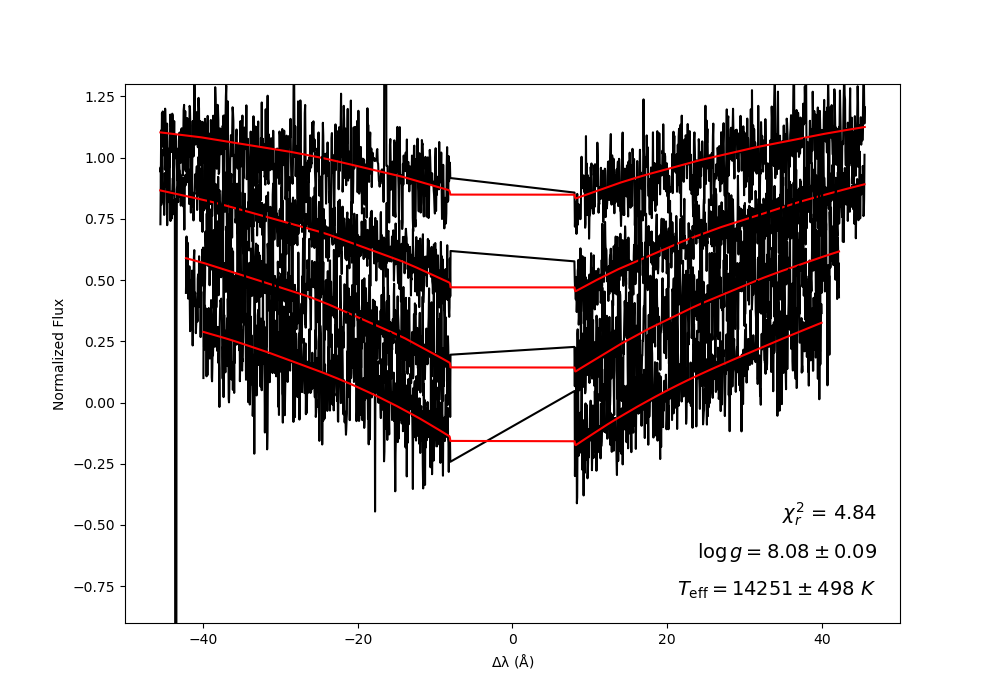 1.25
1.00
0.75
0.50
0.25
0.00
−0.25
−0.50
−0.75
Normalized Flux
χ²ᵣ = 4.84
log g = 8.08 ± 0.09
T_eff = 14251 ± 498 K
−40 −20 0 20 40
Δλ (Å)